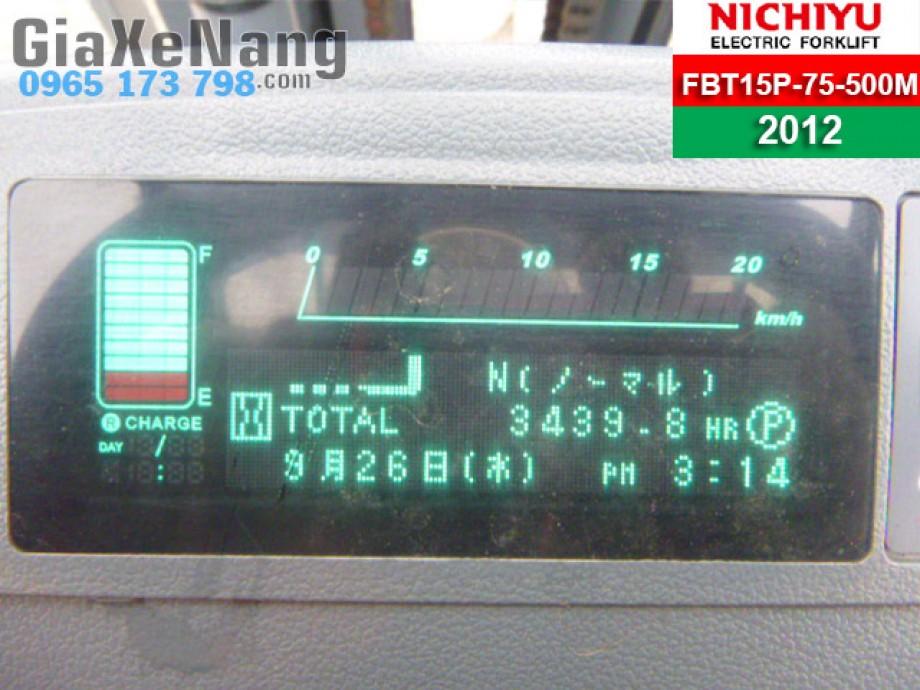 GiaXeNang
0965 173 798.com
NICHIYU
ELECTRIC FORKLIFT
FBT15P-75-500M
2012
F
0 5 10 15 20
km/h
E
N(ノーマル)
CHARGE
TOTAL 3439.8 HR P
DAY
9月26日(木) PM 3:14